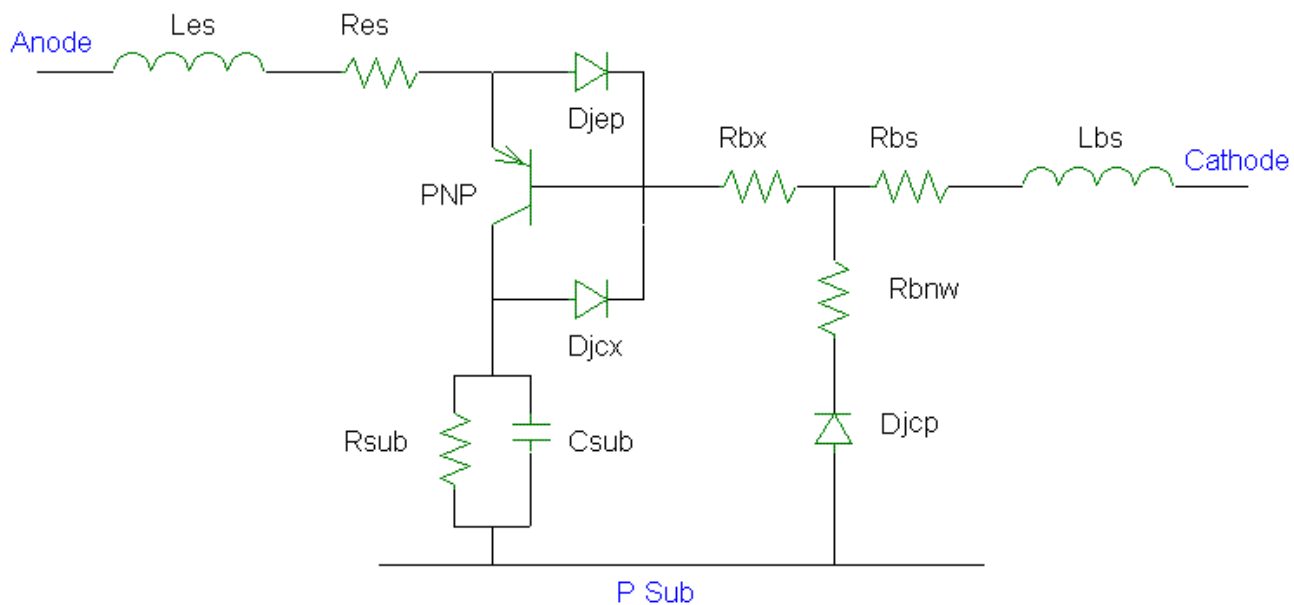 Les
Res
Anode
Djep
Rbx
Rbs
Lbs
Cathode
PNP
Rbnw
Djcx
Djcp
Rsub
Csub
P Sub